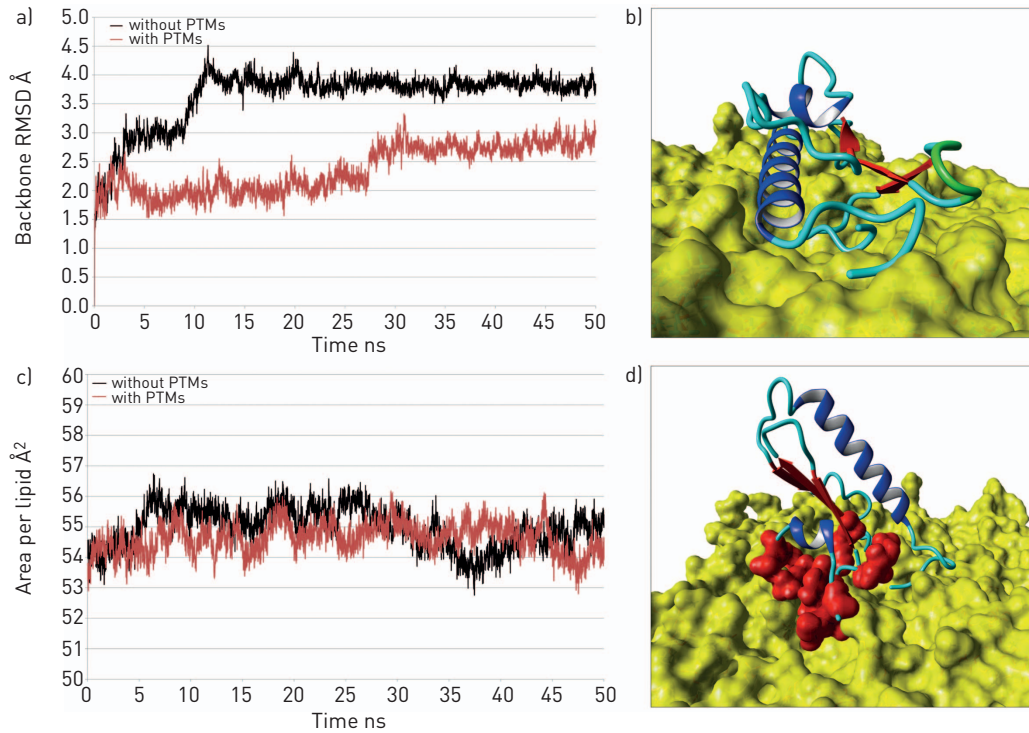 a)
Backbone RMSD Å
5.0
4.5
4.0
3.5
3.0
2.5
2.0
1.5
1.0
0.5
0.0
without PTMs
with PTMs
0 5 10 15 20 25 30 35 40 45 50
Time ns
b)
c)
Area per lipid Å²
60
59
58
57
56
55
54
53
52
51
50
without PTMs
with PTMs
0 5 10 15 20 25 30 35 40 45 50
Time ns
d)